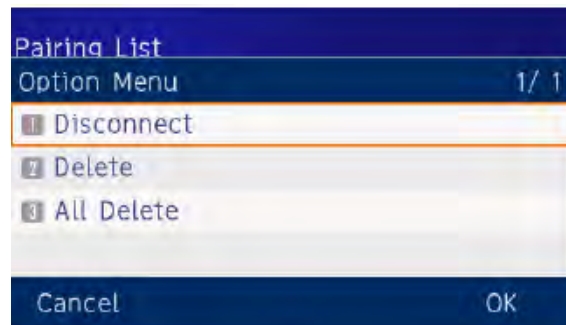 Pairing List
Option Menu 1/ 1
1 Disconnect
2 Delete
3 All Delete
Cancel OK